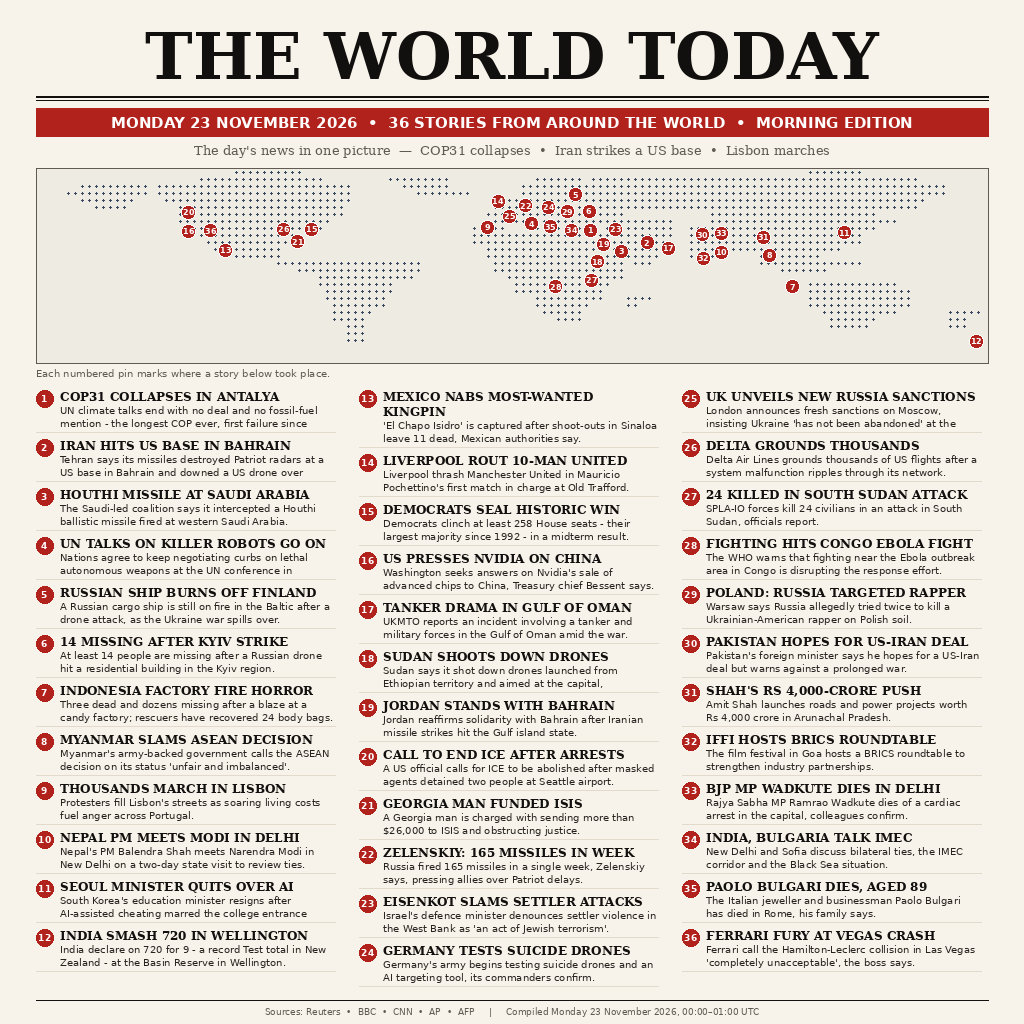 THE WORLD TODAY
MONDAY 23 NOVEMBER 2026 • 36 STORIES FROM AROUND THE WORLD • MORNING EDITION
The day's news in one picture — COP31 collapses • Iran strikes a US base • Lisbon marches
5
14
22
24
29
6
20
25
9
4
35
34
1
23
16
36
26
15
21
13
19
3
2
17
30
33
32
10
31
8
11
18
27
28
7
12
Each numbered pin marks where a story below took place.
1 COP31 COLLAPSES IN ANTALYA
UN climate talks end with no deal and no fossil-fuel
mention - the longest COP ever, first failure since
2 IRAN HITS US BASE IN BAHRAIN
Tehran says its missiles destroyed Patriot radars at a
US base in Bahrain and downed a US drone over
3 HOUTHI MISSILE AT SAUDI ARABIA
The Saudi-led coalition says it intercepted a Houthi
ballistic missile fired at western Saudi Arabia.
4 UN TALKS ON KILLER ROBOTS GO ON
Nations agree to keep negotiating curbs on lethal
autonomous weapons at the UN conference in
5 RUSSIAN SHIP BURNS OFF FINLAND
A Russian cargo ship is still on fire in the Baltic after a
drone attack, as the Ukraine war spills over.
6 14 MISSING AFTER KYIV STRIKE
At least 14 people are missing after a Russian drone
hit a residential building in the Kyiv region.
7 INDONESIA FACTORY FIRE HORROR
Three dead and dozens missing after a blaze at a
candy factory; rescuers have recovered 24 body bags.
8 MYANMAR SLAMS ASEAN DECISION
Myanmar's army-backed government calls the ASEAN
decision on its status 'unfair and imbalanced'.
9 THOUSANDS MARCH IN LISBON
Protesters fill Lisbon's streets as soaring living costs
fuel anger across Portugal.
10 NEPAL PM MEETS MODI IN DELHI
Nepal's PM Balendra Shah meets Narendra Modi in
New Delhi on a two-day state visit to review ties.
11 SEOUL MINISTER QUITS OVER AI
South Korea's education minister resigns after
AI-assisted cheating marred the college entrance
12 INDIA SMASH 720 IN WELLINGTON
India declare on 720 for 9 - a record Test total in New
Zealand - at the Basin Reserve in Wellington.
13 MEXICO NABS MOST-WANTED
KINGPIN
'El Chapo Isidro' is captured after shoot-outs in Sinaloa
leave 11 dead, Mexican authorities say.
14 LIVERPOOL ROUT 10-MAN UNITED
Liverpool thrash Manchester United in Mauricio
Pochettino's first match in charge at Old Trafford.
15 DEMOCRATS SEAL HISTORIC WIN
Democrats clinch at least 258 House seats - their
largest majority since 1992 - in a midterm result.
16 US PRESSES NVIDIA ON CHINA
Washington seeks answers on Nvidia's sale of
advanced chips to China, Treasury chief Bessent says.
17 TANKER DRAMA IN GULF OF OMAN
UKMTO reports an incident involving a tanker and
military forces in the Gulf of Oman amid the war.
18 SUDAN SHOOTS DOWN DRONES
Sudan says it shot down drones launched from
Ethiopian territory and aimed at the capital,
19 JORDAN STANDS WITH BAHRAIN
Jordan reaffirms solidarity with Bahrain after Iranian
missile strikes hit the Gulf island state.
20 CALL TO END ICE AFTER ARRESTS
A US official calls for ICE to be abolished after masked
agents detained two people at Seattle airport.
21 GEORGIA MAN FUNDED ISIS
A Georgia man is charged with sending more than
$26,000 to ISIS and obstructing justice.
22 ZELENSKIY: 165 MISSILES IN WEEK
Russia fired 165 missiles in a single week, Zelenskiy
says, pressing allies over Patriot delays.
23 EISENKOT SLAMS SETTLER ATTACKS
Israel's defence minister denounces settler violence in
the West Bank as 'an act of Jewish terrorism'.
24 GERMANY TESTS SUICIDE DRONES
Germany's army begins testing suicide drones and an
AI targeting tool, its commanders confirm.
25 UK UNVEILS NEW RUSSIA SANCTIONS
London announces fresh sanctions on Moscow,
insisting Ukraine 'has not been abandoned' at the
26 DELTA GROUNDS THOUSANDS
Delta Air Lines grounds thousands of US flights after a
system malfunction ripples through its network.
27 24 KILLED IN SOUTH SUDAN ATTACK
SPLA-IO forces kill 24 civilians in an attack in South
Sudan, officials report.
28 FIGHTING HITS CONGO EBOLA FIGHT
The WHO warns that fighting near the Ebola outbreak
area in Congo is disrupting the response effort.
29 POLAND: RUSSIA TARGETED RAPPER
Warsaw says Russia allegedly tried twice to kill a
Ukrainian-American rapper on Polish soil.
30 PAKISTAN HOPES FOR US-IRAN DEAL
Pakistan's foreign minister says he hopes for a US-Iran
deal but warns against a prolonged war.
31 SHAH'S RS 4,000-CRORE PUSH
Amit Shah launches roads and power projects worth
Rs 4,000 crore in Arunachal Pradesh.
32 IFFI HOSTS BRICS ROUNDTABLE
The film festival in Goa hosts a BRICS roundtable to
strengthen industry partnerships.
33 BJP MP WADKUTE DIES IN DELHI
Rajya Sabha MP Ramrao Wadkute dies of a cardiac
arrest in the capital, colleagues confirm.
34 INDIA, BULGARIA TALK IMEC
New Delhi and Sofia discuss bilateral ties, the IMEC
corridor and the Black Sea situation.
35 PAOLO BULGARI DIES, AGED 89
The Italian jeweller and businessman Paolo Bulgari
has died in Rome, his family says.
36 FERRARI FURY AT VEGAS CRASH
Ferrari call the Hamilton-Leclerc collision in Las Vegas
'completely unacceptable', the boss says.
Sources: Reuters • BBC • CNN • AP • AFP | Compiled Monday 23 November 2026, 00:00–01:00 UTC